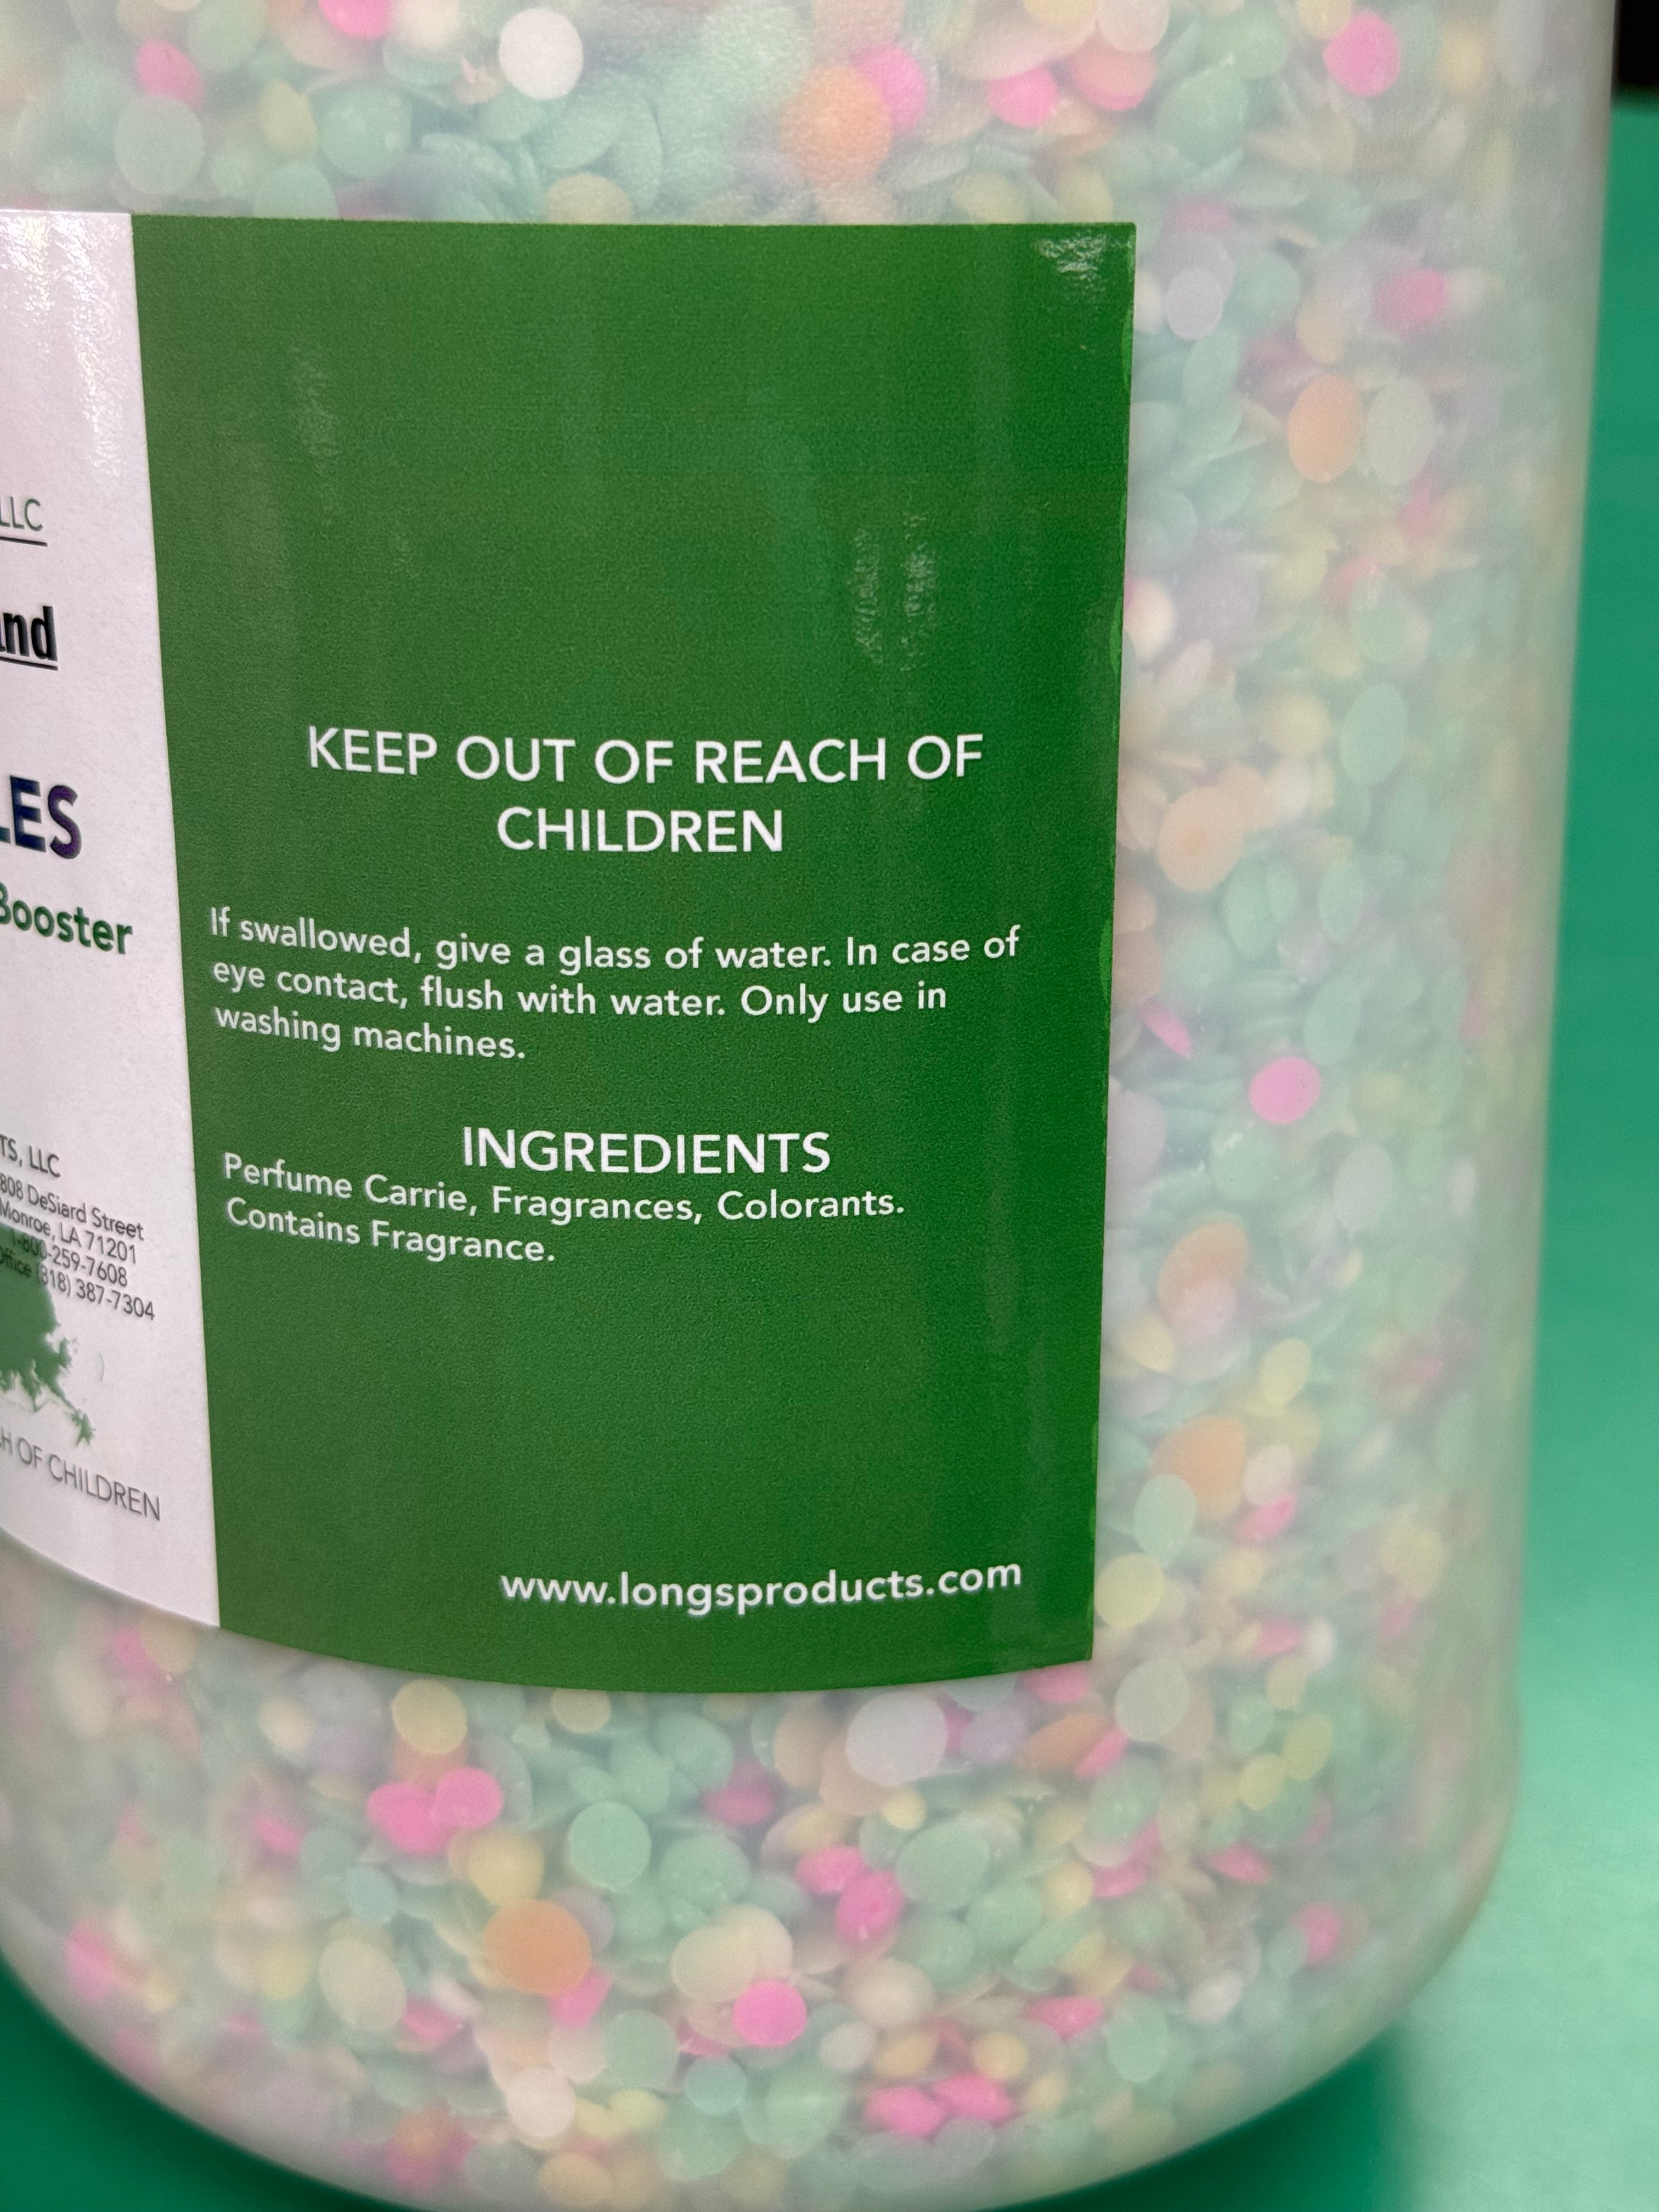 LLC
LES
Booster
TS, LLC
808 DeSiard Street
Monroe, LA 71201
1-800-259-7608
Office (318) 387-7304
OF CHILDREN
KEEP OUT OF REACH OF
CHILDREN
If swallowed, give a glass of water. In case of
eye contact, flush with water. Only use in
washing machines.
INGREDIENTS
Perfume Carrie, Fragrances, Colorants.
Contains Fragrance.
www.longsproducts.com